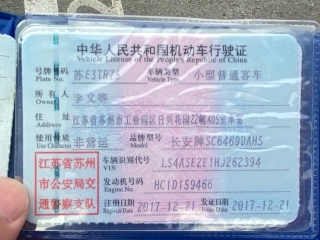 中华人民共和国机动车行驶证
Vehicle License of the People's Republic of China
号牌号码 苏E3TR75 车辆类型 小型普通客车
Plate No. Vehicle Type
所有人
Owner
住址 江苏省苏州市工业园区
Address
使用性质 非营运 品牌型号 长安牌SC6469DAH5
Use Character Model
江苏省苏州 车辆识别代号
VIN LS4ASE2E1HJ262394
市公安局交 发动机号码 HC1D159466
Engine No.
通警察支队 注册日期 2017-12-21 发证日期 2017-12-21
Register Date Issue Date